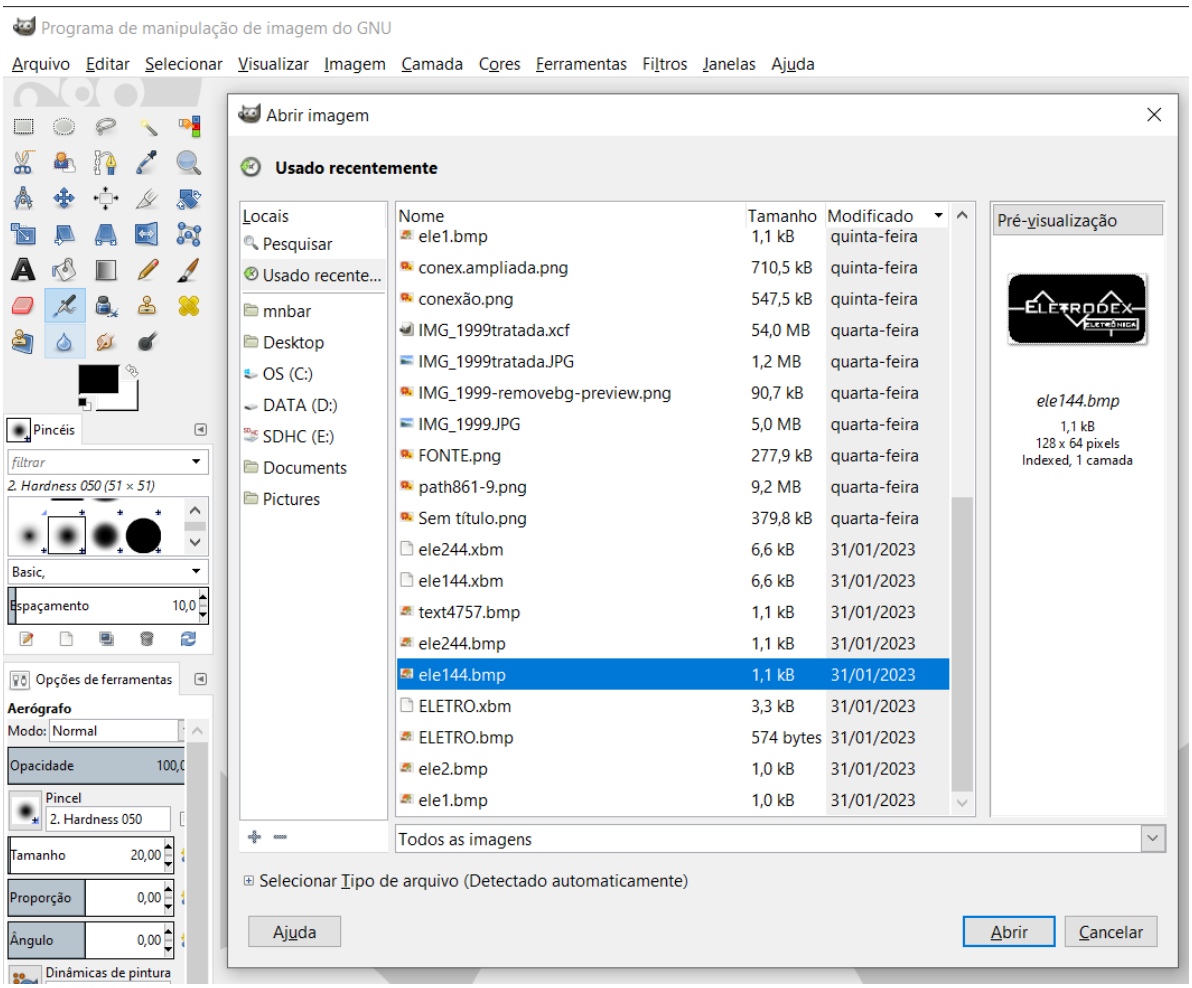 Programa de manipulação de imagem do GNU
Arquivo Editar Selecionar Visualizar Imagem Camada Cores Ferramentas Filtros Janelas Ajuda
Abrir imagem
Usado recentemente
Locais
Pesquisar
Usado recente...
mnbar
Desktop
OS (C:)
DATA (D:)
SDHC (E:)
Documents
Pictures
Nome Tamanho Modificado
ele1.bmp 1,1 kB quinta-feira
conex.ampliada.png 710,5 kB quinta-feira
conexão.png 547,5 kB quinta-feira
IMG_1999tratada.xcf 54,0 MB quarta-feira
IMG_1999tratada.JPG 1,2 MB quarta-feira
IMG_1999-removebg-preview.png 90,7 kB quarta-feira
IMG_1999.JPG 5,0 MB quarta-feira
FONTE.png 277,9 kB quarta-feira
path861-9.png 9,2 MB quarta-feira
Sem título.png 379,8 kB quarta-feira
ele244.xbm 6,6 kB 31/01/2023
ele144.xbm 6,6 kB 31/01/2023
text4757.bmp 1,1 kB 31/01/2023
ele244.bmp 1,1 kB 31/01/2023
ele144.bmp 1,1 kB 31/01/2023
ELETRO.xbm 3,3 kB 31/01/2023
ELETRO.bmp 574 bytes 31/01/2023
ele2.bmp 1,0 kB 31/01/2023
ele1.bmp 1,0 kB 31/01/2023
Pré-visualização
ELETRODEX
ELETRÔNICA
ele144.bmp
1,1 kB
128 x 64 pixels
Indexed, 1 camada
Todos as imagens
Selecionar Tipo de arquivo (Detectado automaticamente)
Ajuda Abrir Cancelar
Pincéis
filtrar
2. Hardness 050 (51 × 51)
Basic,
Espaçamento 10,0
Opções de ferramentas
Aerógrafo
Modo: Normal
Opacidade 100,0
Pincel
2. Hardness 050
Tamanho 20,00
Proporção 0,00
Ângulo 0,00
Dinâmicas de pintura